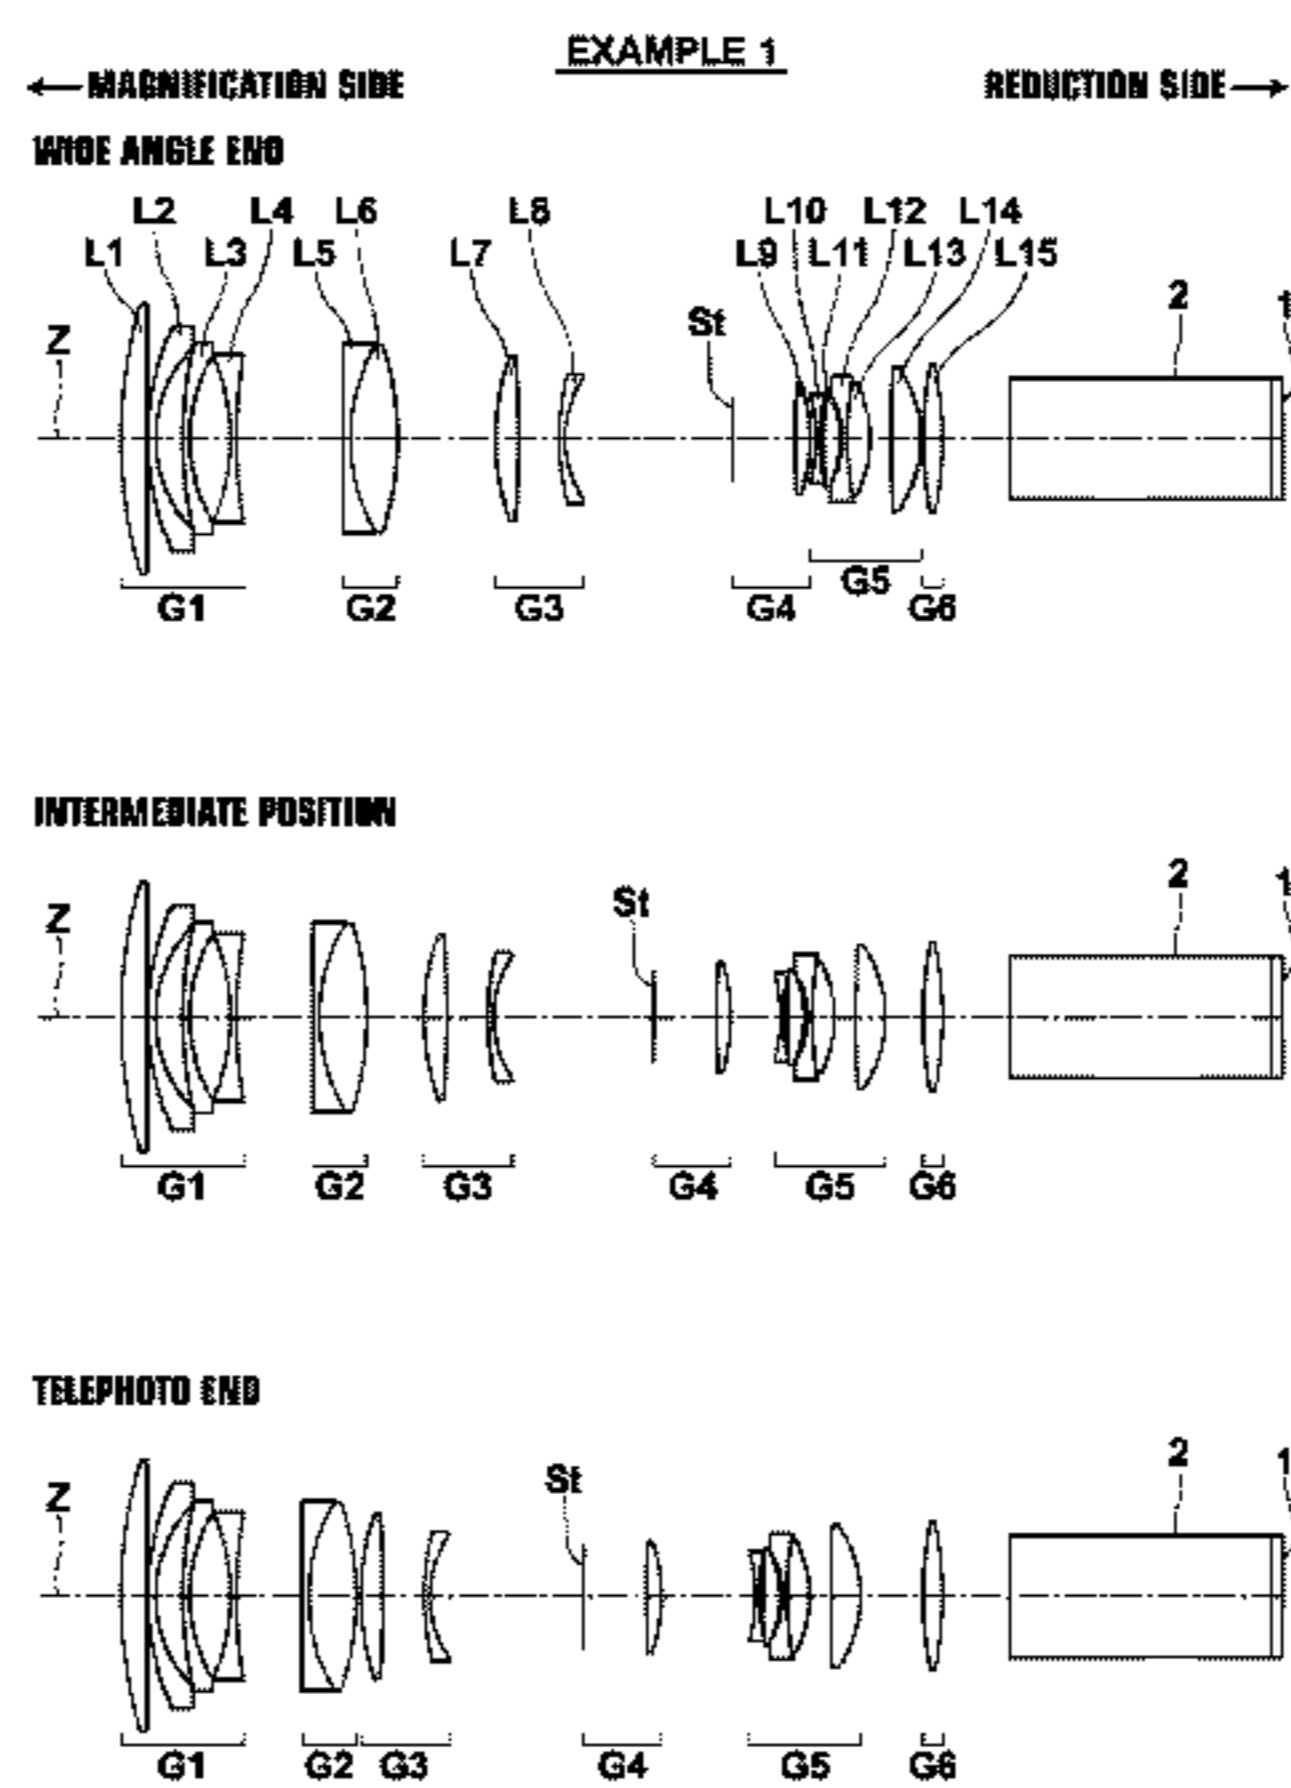 EXAMPLE 1
← MAGNIFICATION SIDE REDUCTION SIDE →
WIDE ANGLE END
L2 L4 L6 L8 L10 L12 L14
L1 L3 L5 L7 L9 L11 L13 L15
Z St 2 1
G1 G2 G3 G4 G5 G6
INTERMEDIATE POSITION
Z St 2 1
G1 G2 G3 G4 G5 G6
TELEPHOTO END
Z St 2 1
G1 G2 G3 G4 G5 G6